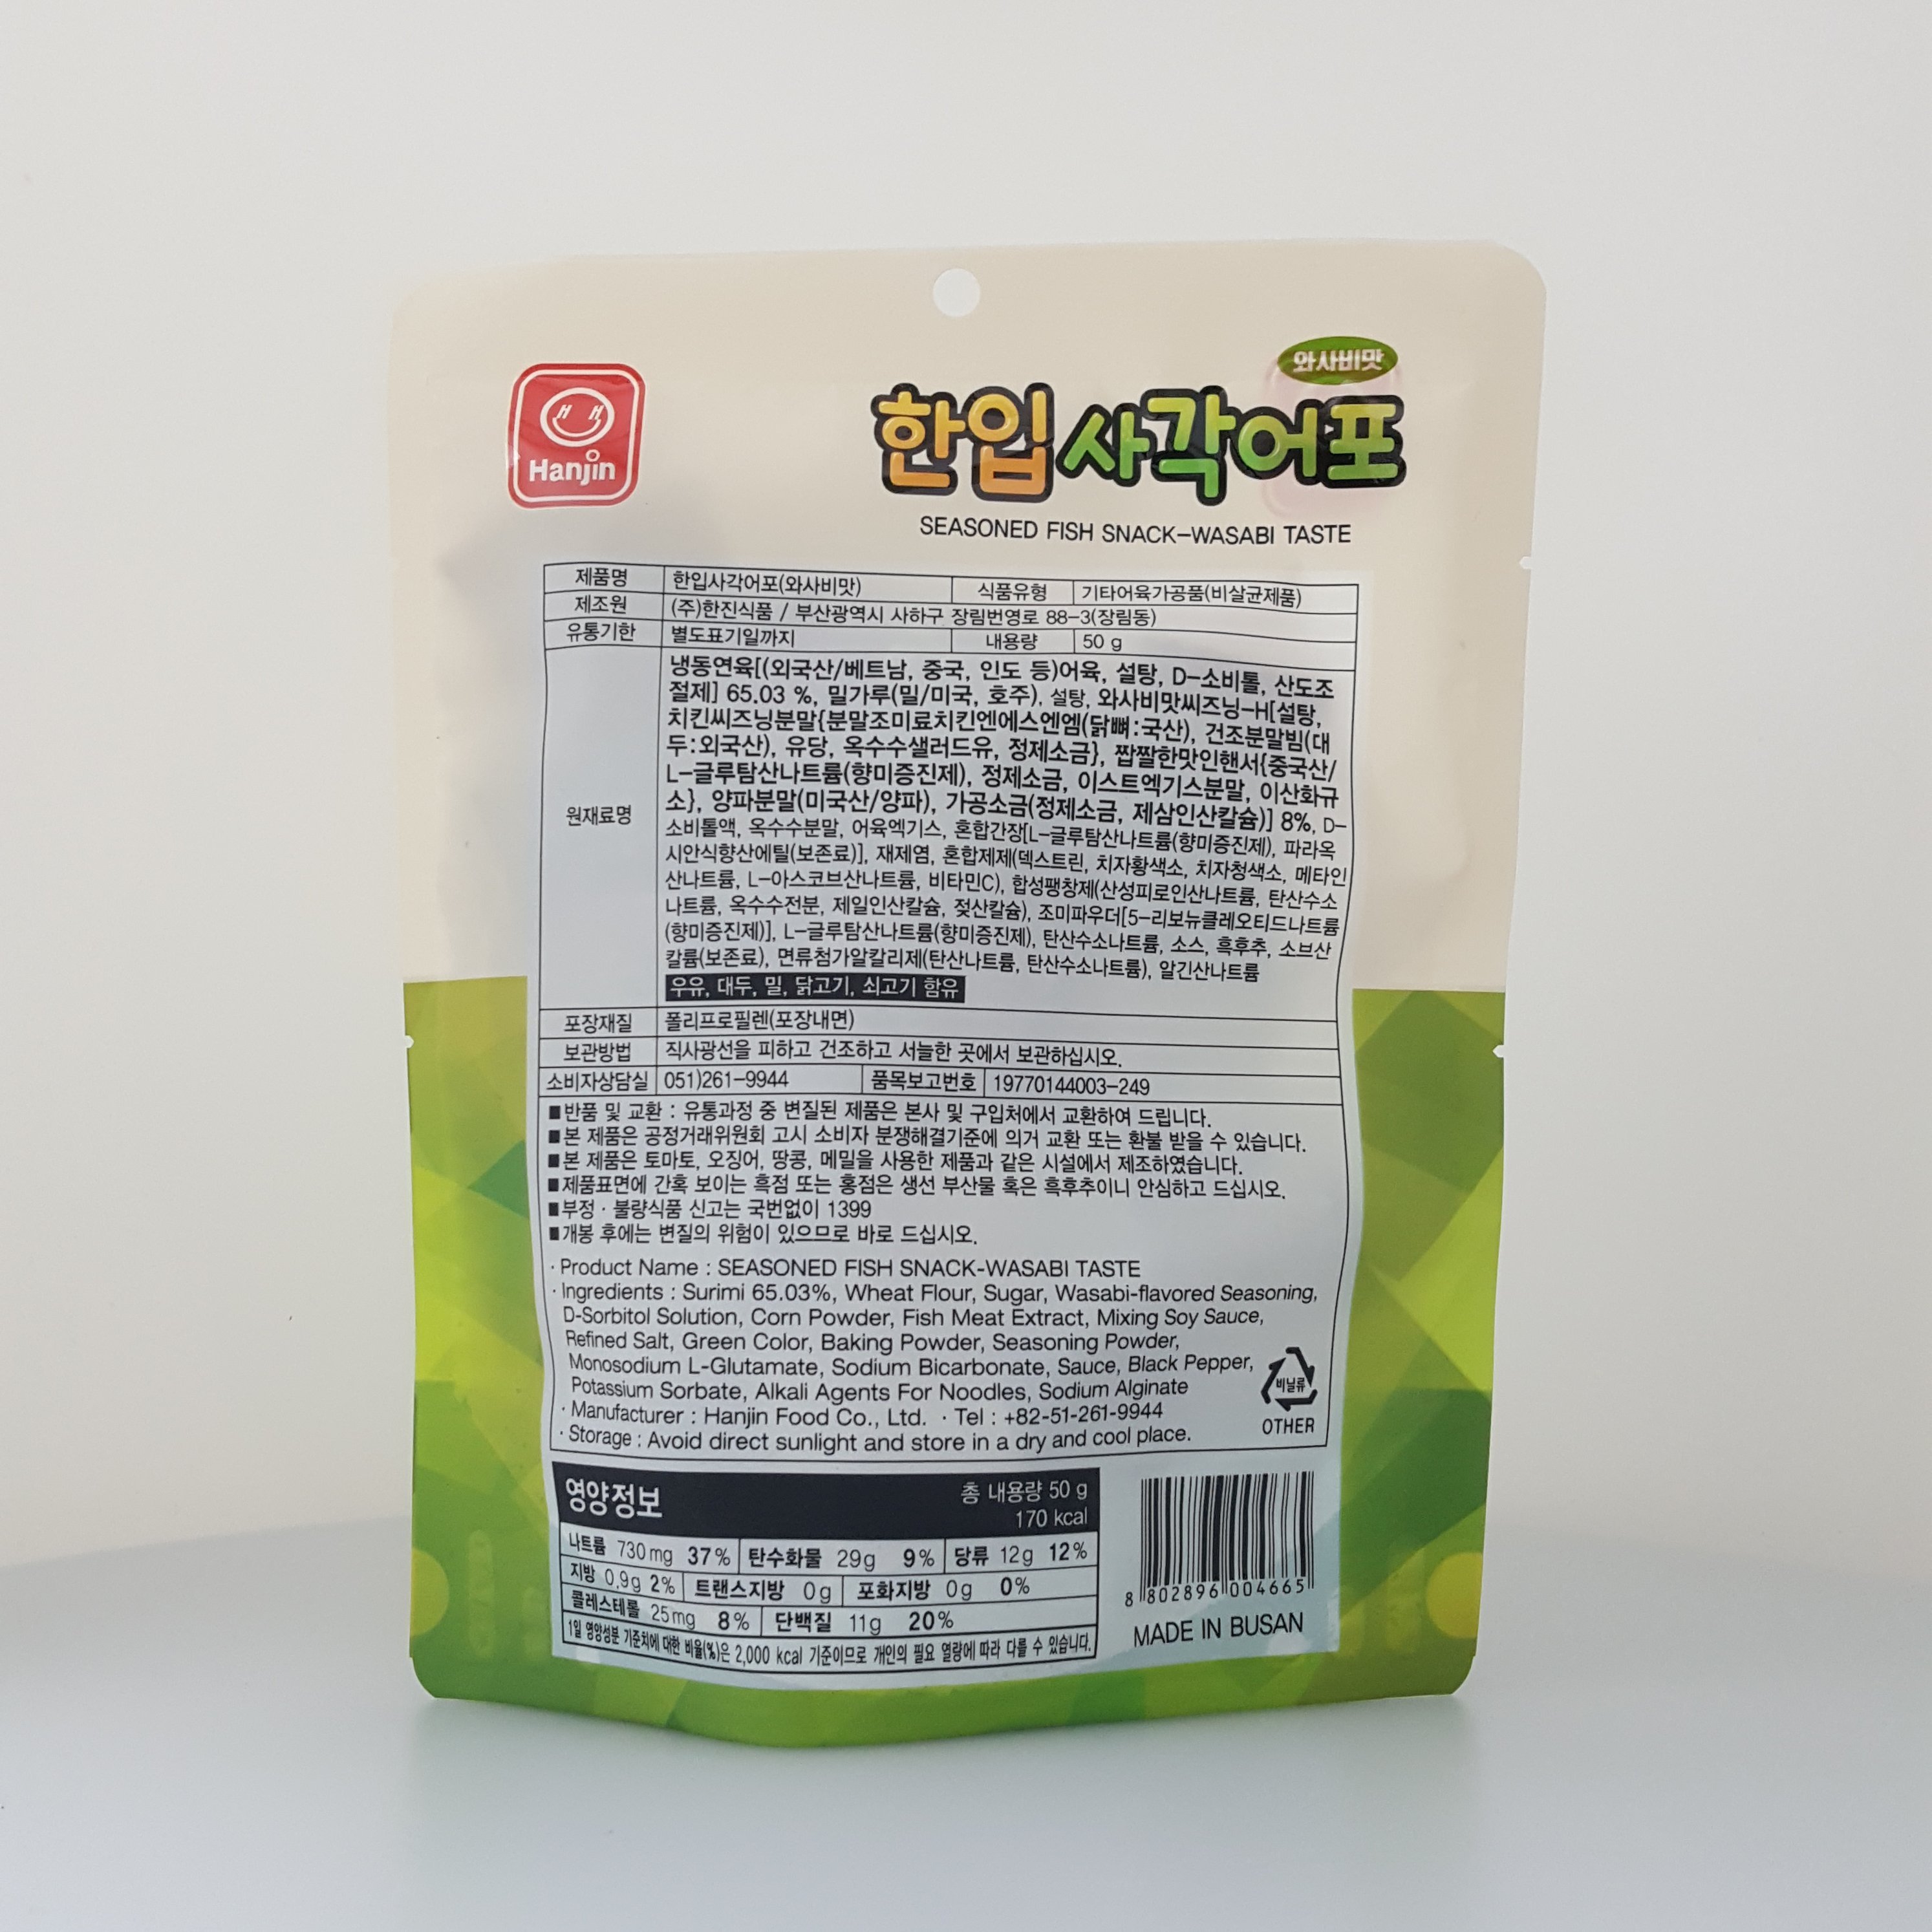 와사비맛
H H
Hanjin
한입 사각어포
SEASONED FISH SNACK–WASABI TASTE
제품명 한입사각어포(와사비맛) 식품유형 기타어육가공품(비살균제품)
제조원 (주)한진식품 / 부산광역시 사하구 장림번영로 88–3(장림동)
유통기한 별도표기일까지 내용량 50 g
원재료명
냉동연육[(외국산/베트남, 중국, 인도 등)어육, 설탕, D–소비톨, 산도조
절제] 65.03 %, 밀가루(밀/미국, 호주), 설탕, 와사비맛씨즈닝–H[설탕,
치킨씨즈닝분말{분말조미료치킨엔에스엔엠(닭뼈:국산), 건조분말빔(대
두:외국산), 유당, 옥수수샐러드유, 정제소금}, 짭짤한맛인핸서{중국산/
L–글루탐산나트륨(향미증진제), 정제소금, 이스트엑기스분말, 이산화규
소}, 양파분말(미국산/양파), 가공소금(정제소금, 제삼인산칼슘)] 8%, D–
소비톨액, 옥수수분말, 어육엑기스, 혼합간장[L–글루탐산나트륨(향미증진제), 파라옥
시안식향산에틸(보존료)], 재제염, 혼합제제(덱스트린, 치자황색소, 치자청색소, 메타인
산나트륨, L–아스코브산나트륨, 비타민C), 합성팽창제(산성피로인산나트륨, 탄산수소
나트륨, 옥수수전분, 제일인산칼슘, 젖산칼슘), 조미파우더[5–리보뉴클레오티드나트륨
(향미증진제)], L–글루탐산나트륨(향미증진제), 탄산수소나트륨, 소스, 흑후추, 소브산
칼륨(보존료), 면류첨가알칼리제(탄산나트륨, 탄산수소나트륨), 알긴산나트륨
우유, 대두, 밀, 닭고기, 쇠고기 함유
포장재질 폴리프로필렌(포장내면)
보관방법 직사광선을 피하고 건조하고 서늘한 곳에서 보관하십시오.
소비자상담실 051)261–9944 품목보고번호 19770144003–249
■반품 및 교환 : 유통과정 중 변질된 제품은 본사 및 구입처에서 교환하여 드립니다.
■본 제품은 공정거래위원회 고시 소비자 분쟁해결기준에 의거 교환 또는 환불 받을 수 있습니다.
■본 제품은 토마토, 오징어, 땅콩, 메밀을 사용한 제품과 같은 시설에서 제조하였습니다.
■제품표면에 간혹 보이는 흑점 또는 홍점은 생선 부산물 혹은 흑후추이니 안심하고 드십시오.
■부정 · 불량식품 신고는 국번없이 1399
■개봉 후에는 변질의 위험이 있으므로 바로 드십시오.
· Product Name : SEASONED FISH SNACK-WASABI TASTE
· Ingredients : Surimi 65.03%, Wheat Flour, Sugar, Wasabi-flavored Seasoning,
D-Sorbitol Solution, Corn Powder, Fish Meat Extract, Mixing Soy Sauce,
Refined Salt, Green Color, Baking Powder, Seasoning Powder,
Monosodium L-Glutamate, Sodium Bicarbonate, Sauce, Black Pepper,
Potassium Sorbate, Alkali Agents For Noodles, Sodium Alginate
· Manufacturer : Hanjin Food Co., Ltd. · Tel : +82-51-261-9944
· Storage : Avoid direct sunlight and store in a dry and cool place.
비닐류
OTHER
영양정보 총 내용량 50 g
170 kcal
나트륨 730 mg 37% 탄수화물 29g 9% 당류 12g 12%
지방 0.9g 2% 트랜스지방 0g 포화지방 0g 0%
콜레스테롤 25mg 8% 단백질 11g 20%
1일 영양성분 기준치에 대한 비율(%)은 2,000 kcal 기준이므로 개인의 필요 열량에 따라 다를 수 있습니다.
8 802896 004665
MADE IN BUSAN